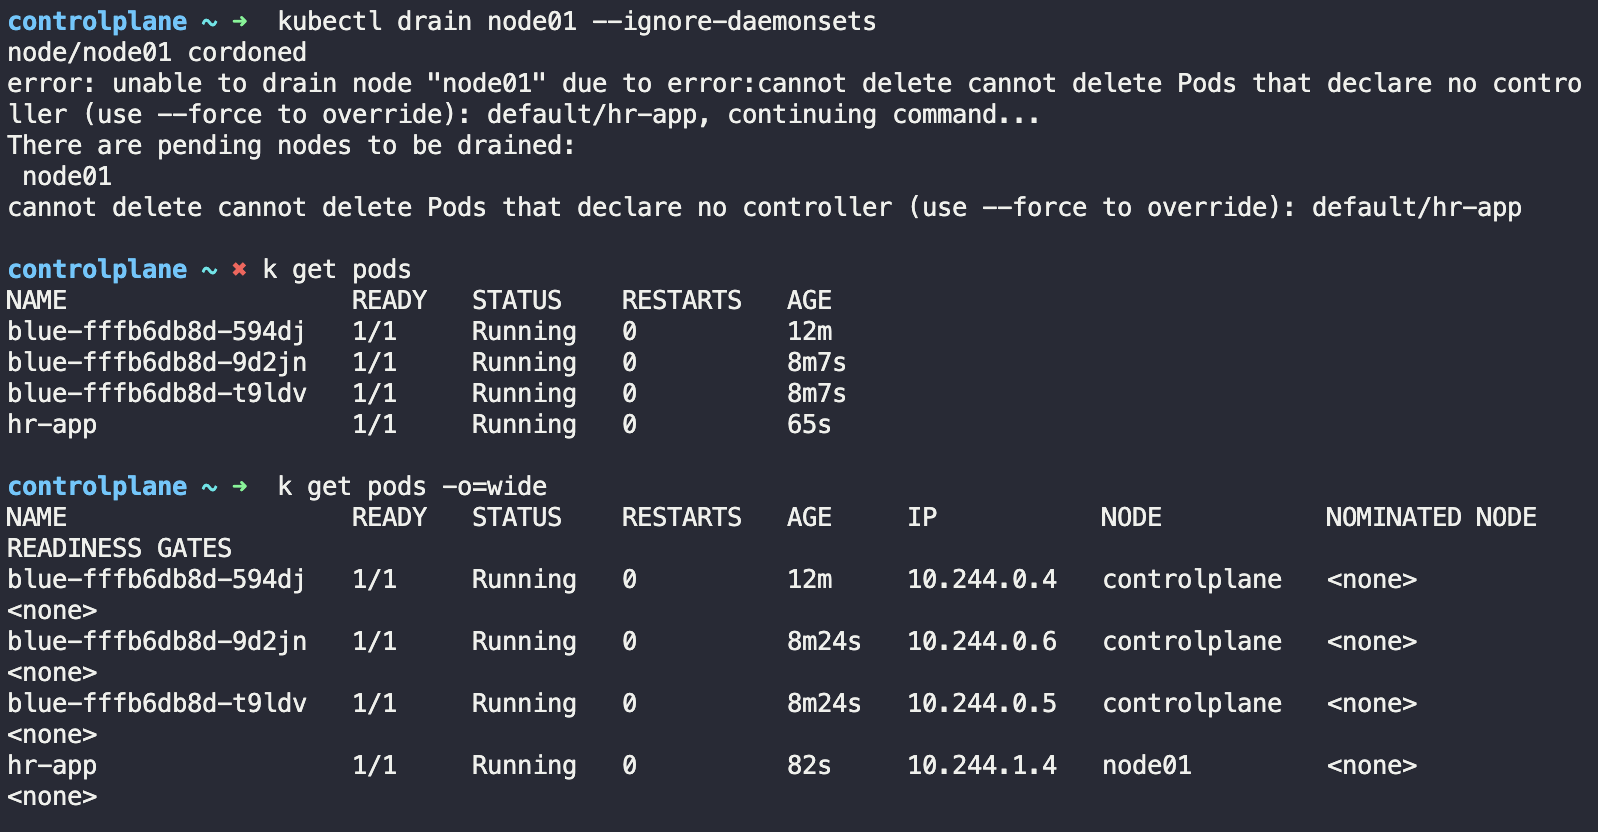 controlplane ~ ➜  kubectl drain node01 --ignore-daemonsets
node/node01 cordoned
error: unable to drain node "node01" due to error:cannot delete cannot delete Pods that declare no contro
ller (use --force to override): default/hr-app, continuing command...
There are pending nodes to be drained:
 node01
cannot delete cannot delete Pods that declare no controller (use --force to override): default/hr-app

controlplane ~ ✖ k get pods
NAME                   READY   STATUS    RESTARTS   AGE
blue-fffb6db8d-594dj   1/1     Running   0          12m
blue-fffb6db8d-9d2jn   1/1     Running   0          8m7s
blue-fffb6db8d-t9ldv   1/1     Running   0          8m7s
hr-app                 1/1     Running   0          65s

controlplane ~ ➜  k get pods -o=wide
NAME                   READY   STATUS    RESTARTS   AGE     IP           NODE           NOMINATED NODE
READINESS GATES
blue-fffb6db8d-594dj   1/1     Running   0          12m     10.244.0.4   controlplane   <none>
<none>
blue-fffb6db8d-9d2jn   1/1     Running   0          8m24s   10.244.0.6   controlplane   <none>
<none>
blue-fffb6db8d-t9ldv   1/1     Running   0          8m24s   10.244.0.5   controlplane   <none>
<none>
hr-app                 1/1     Running   0          82s     10.244.1.4   node01         <none>
<none>